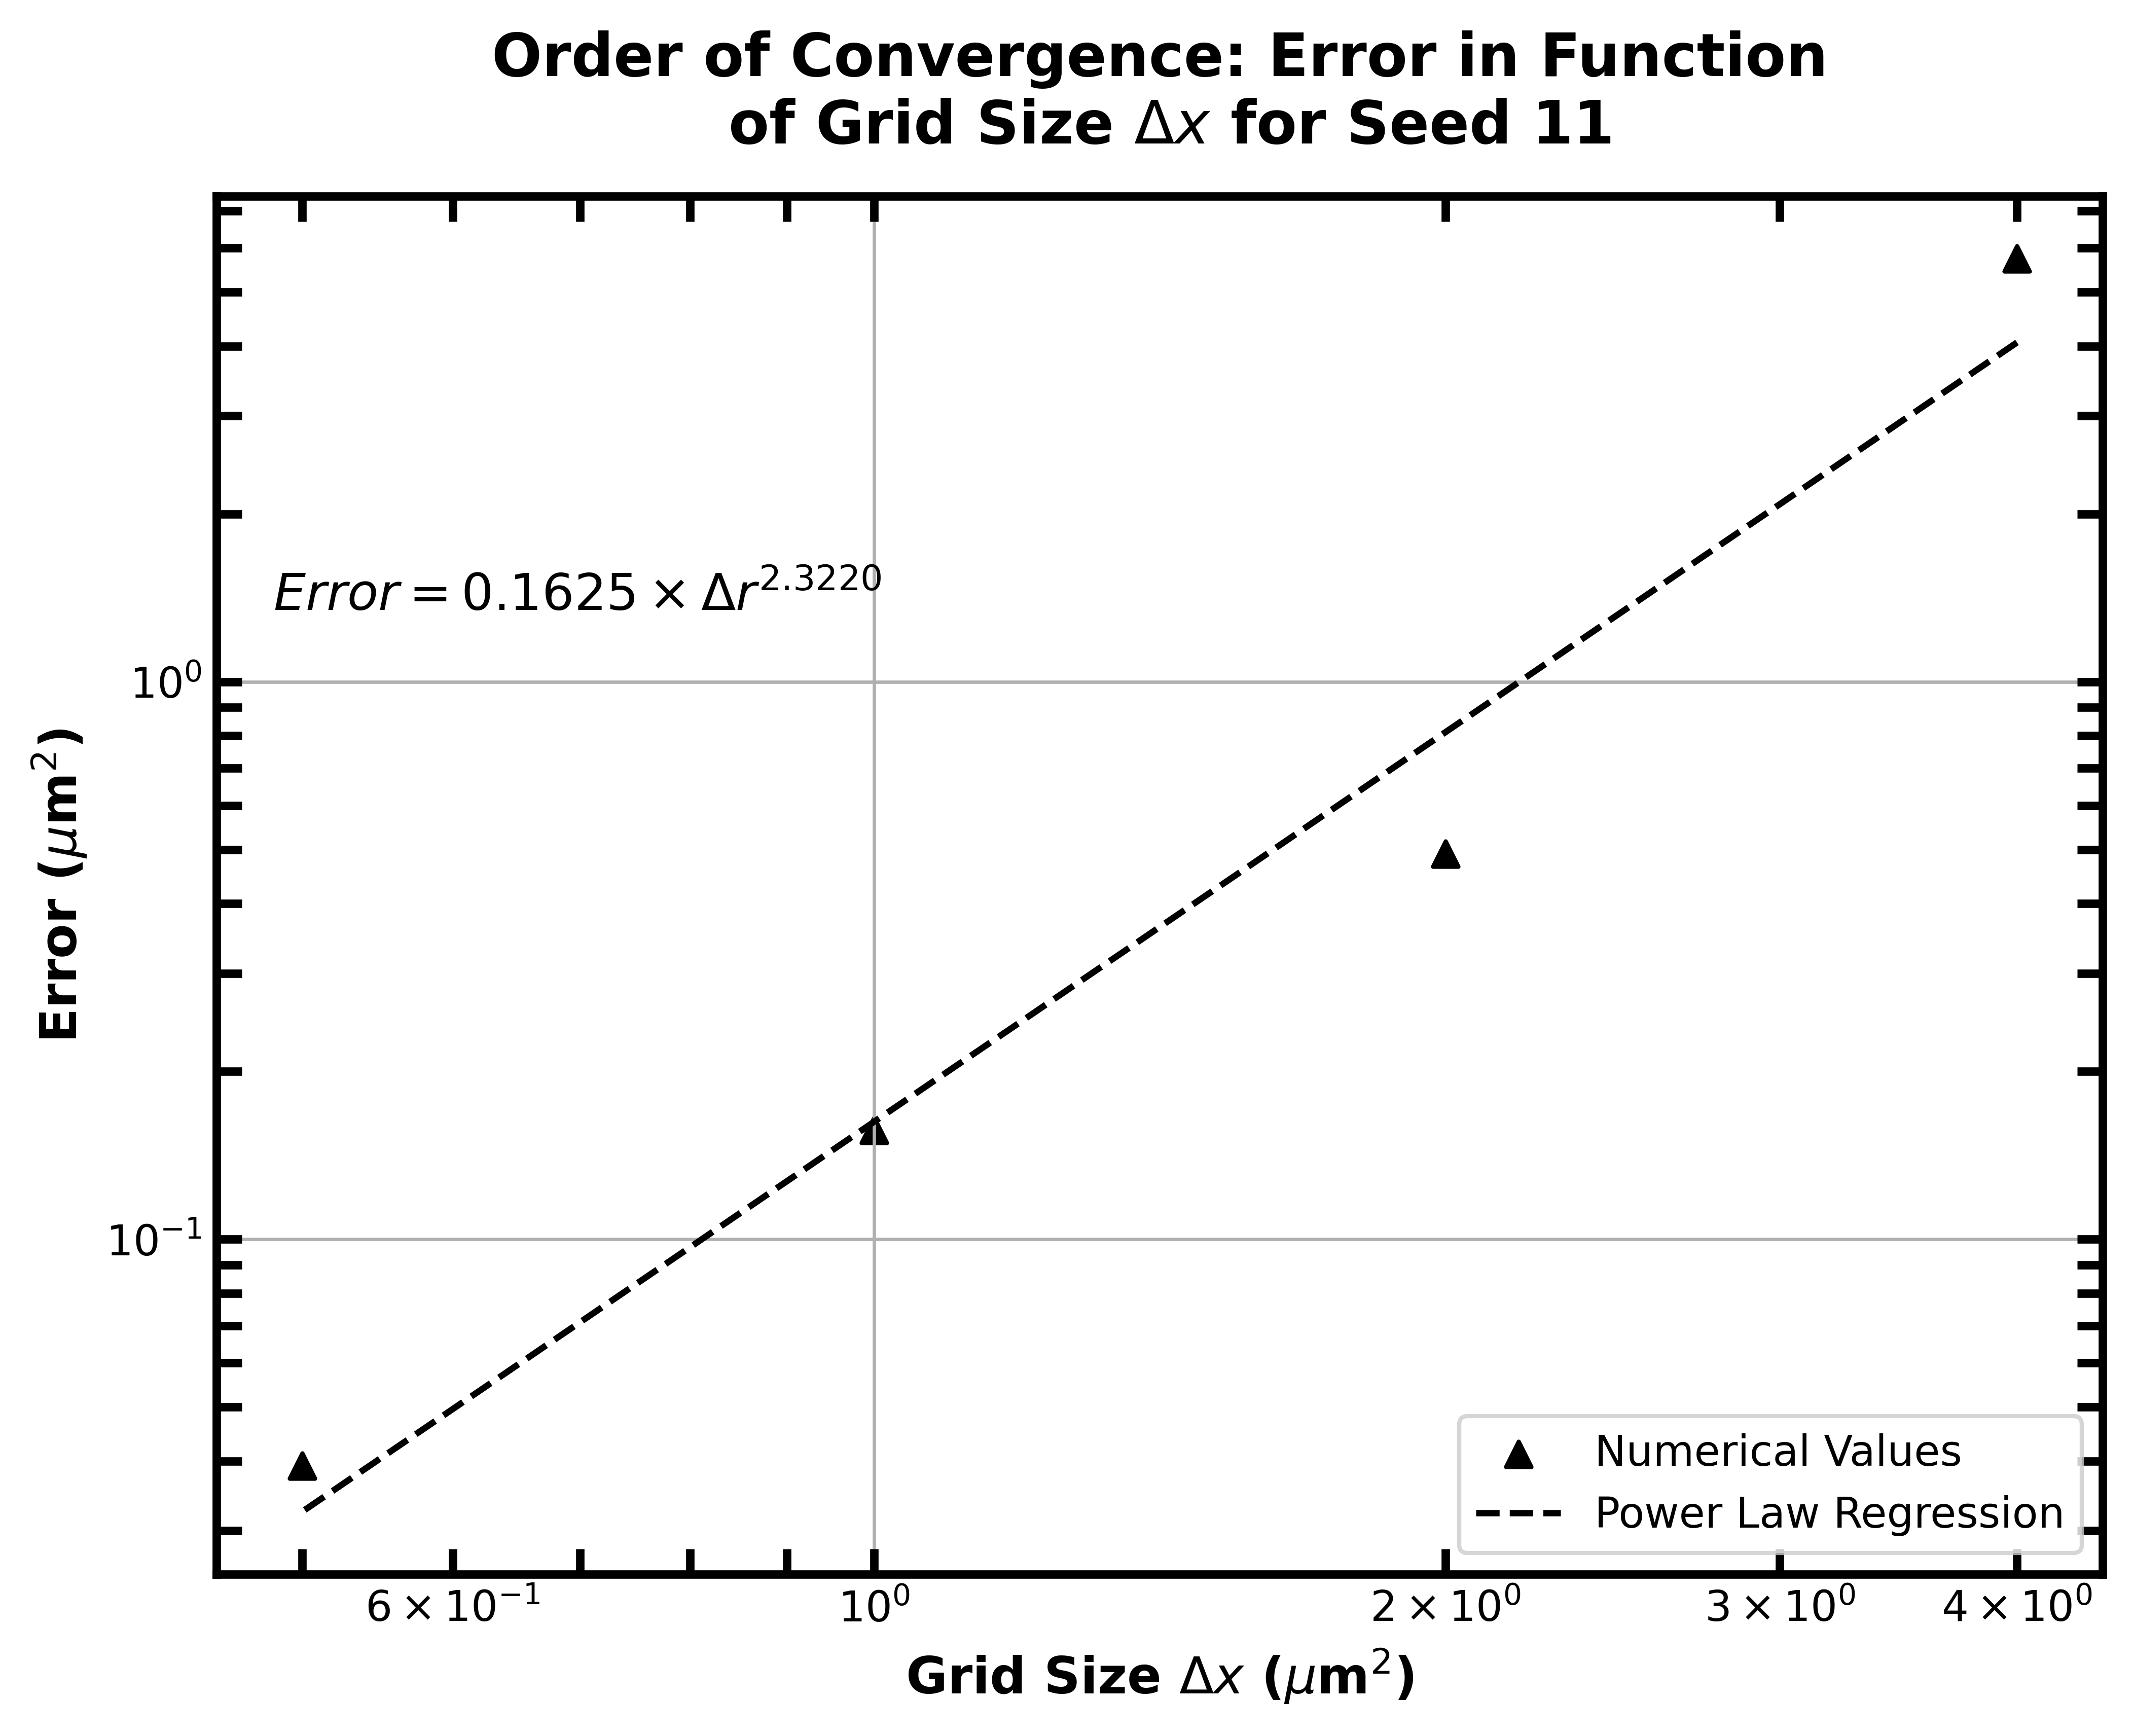 Order of Convergence: Error in Function
of Grid Size Δx for Seed 11
Error = 0.1625 × Δr^2.3220
10^0
10^−1
Error (μm^2)
Numerical Values
Power Law Regression
6 × 10^−1
10^0
2 × 10^0
3 × 10^0
4 × 10^0
Grid Size Δx (μm^2)